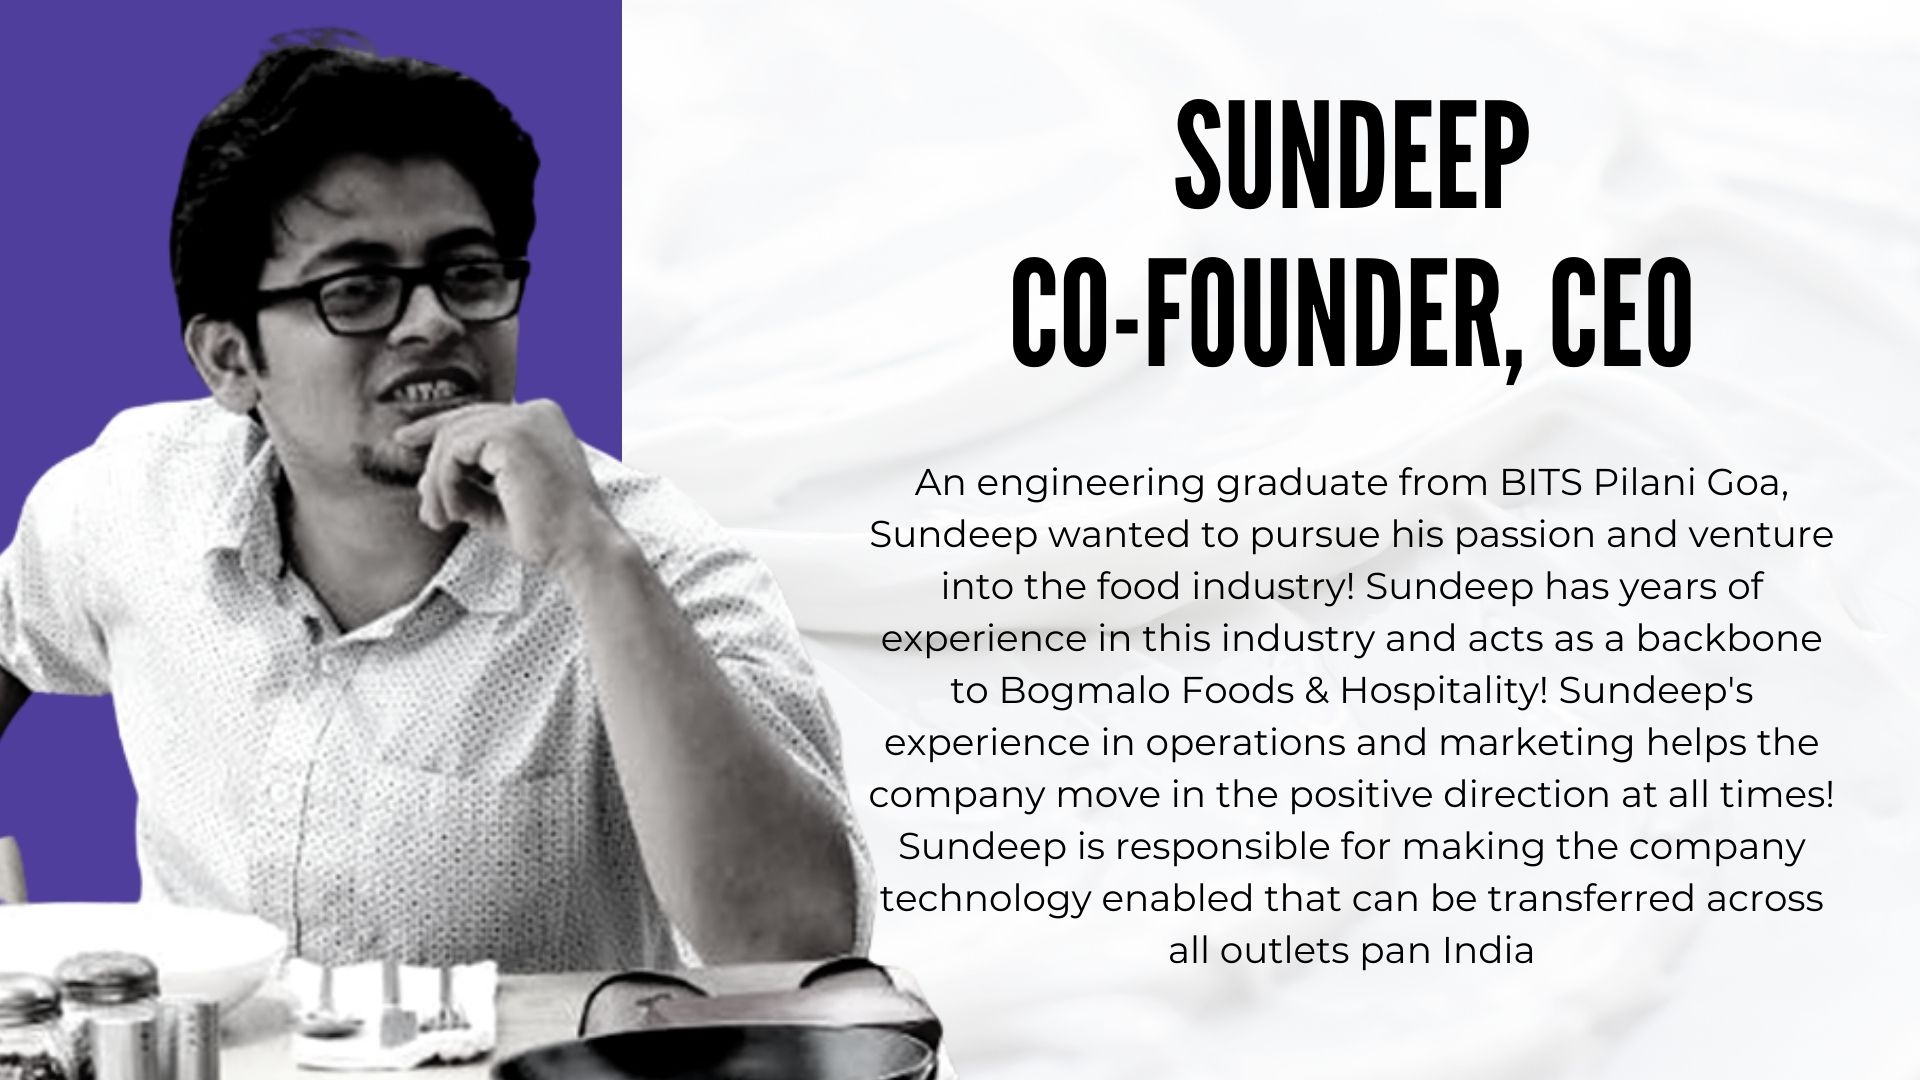 SUNDEEP
CO-FOUNDER, CEO
An engineering graduate from BITS Pilani Goa,
Sundeep wanted to pursue his passion and venture
into the food industry! Sundeep has years of
experience in this industry and acts as a backbone
to Bogmalo Foods & Hospitality! Sundeep's
experience in operations and marketing helps the
company move in the positive direction at all times!
Sundeep is responsible for making the company
technology enabled that can be transferred across
all outlets pan India